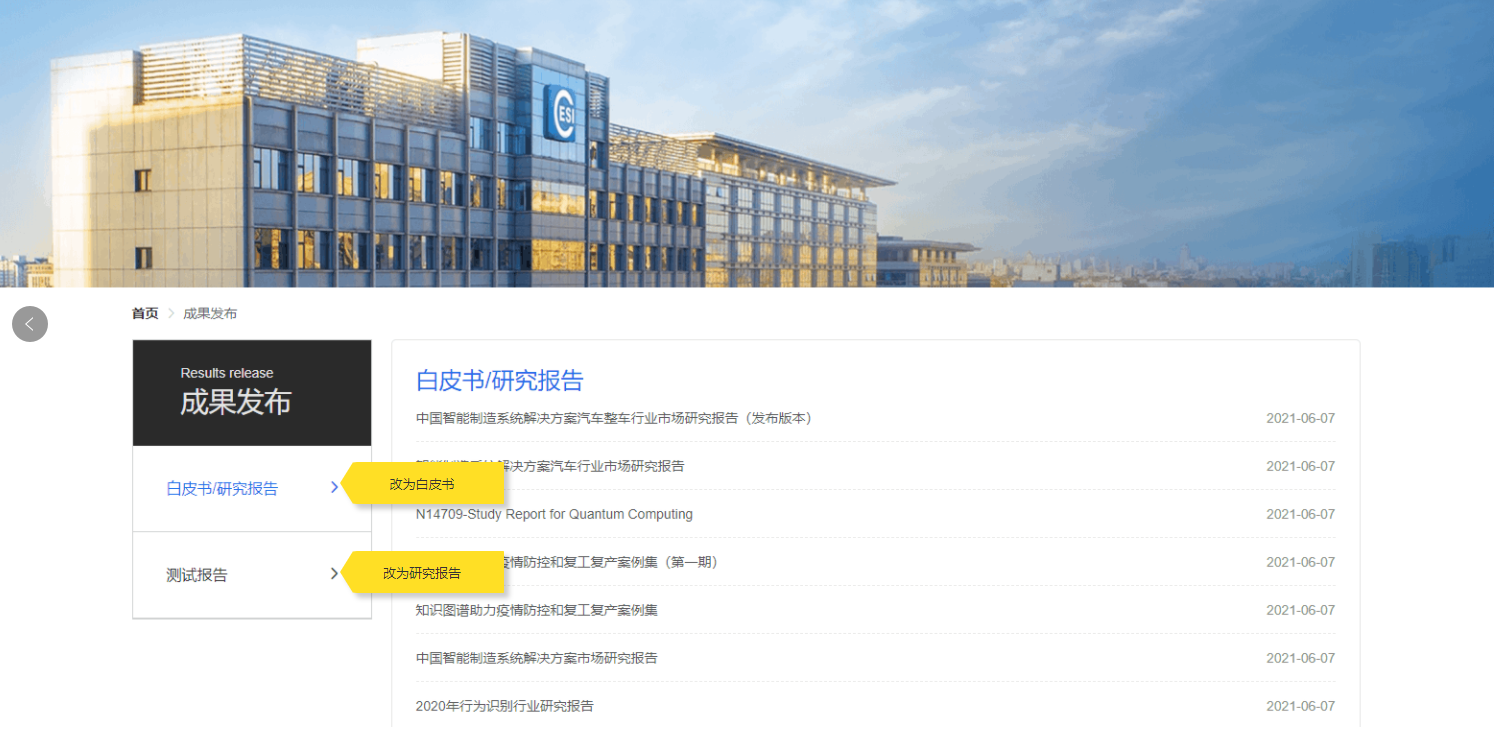 ESI
首页 成果发布
Results release
成果发布
白皮书/研究报告
改为白皮书
测试报告
改为研究报告
白皮书/研究报告
中国智能制造系统解决方案汽车整车行业市场研究报告（发布版本） 2021-06-07
解决方案汽车行业市场研究报告 2021-06-07
N14709-Study Report for Quantum Computing 2021-06-07
疫情防控和复工复产案例集（第一期） 2021-06-07
知识图谱助力疫情防控和复工复产案例集 2021-06-07
中国智能制造系统解决方案市场研究报告 2021-06-07
2020年行为识别行业研究报告 2021-06-07